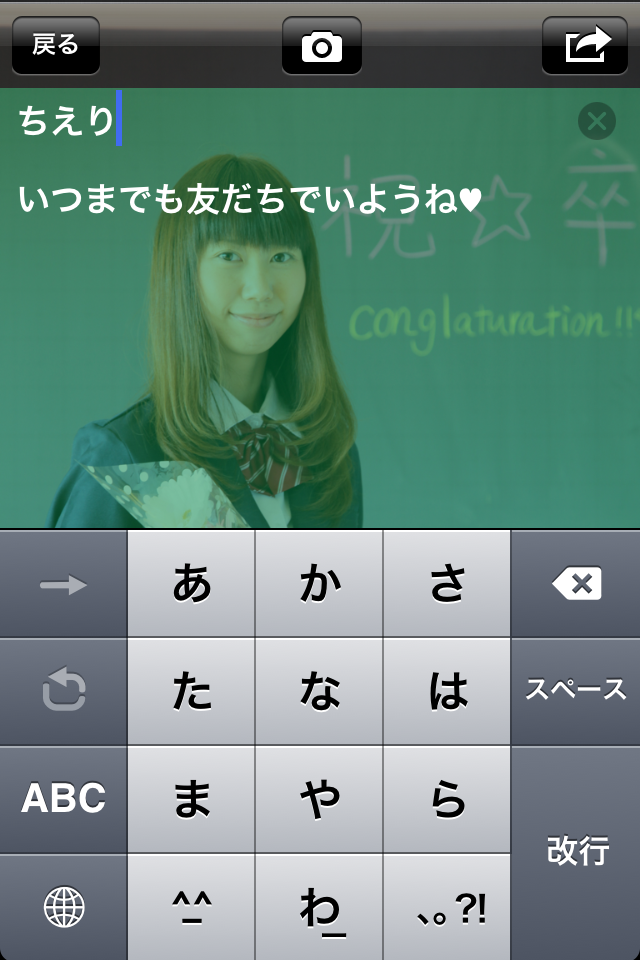 戻る
ちえり
いつまでも友だちでいようね♥
祝☆卒
conglaturation!!
あ
か
さ
た
な
は
スペース
ABC
ま
や
ら
改行
^_^
わ_
、。?!